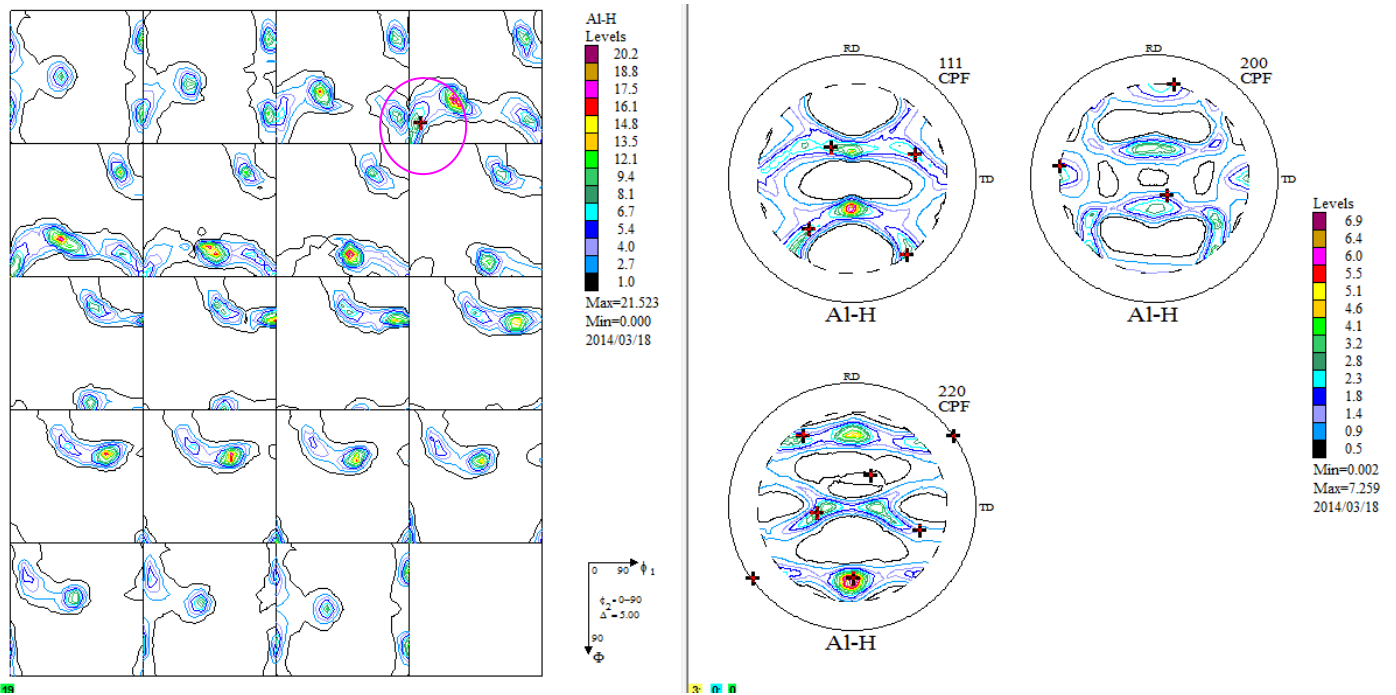 Al-H
Levels
20.2
18.8
17.5
16.1
14.8
13.5
12.1
9.4
8.1
6.7
5.4
4.0
2.7
1.0
Max=21.523
Min=0.000
2014/03/18
0 90 ϕ1
ϕ2=0-90
Δ=5.00
90
Φ
19
RD
111
CPF
TD
Al-H
RD
200
CPF
TD
Al-H
RD
220
CPF
TD
Al-H
Levels
6.9
6.4
6.0
5.5
5.1
4.6
4.1
3.2
2.8
2.3
1.8
1.4
0.9
0.5
Min=0.002
Max=7.259
2014/03/18
3: 0: 0